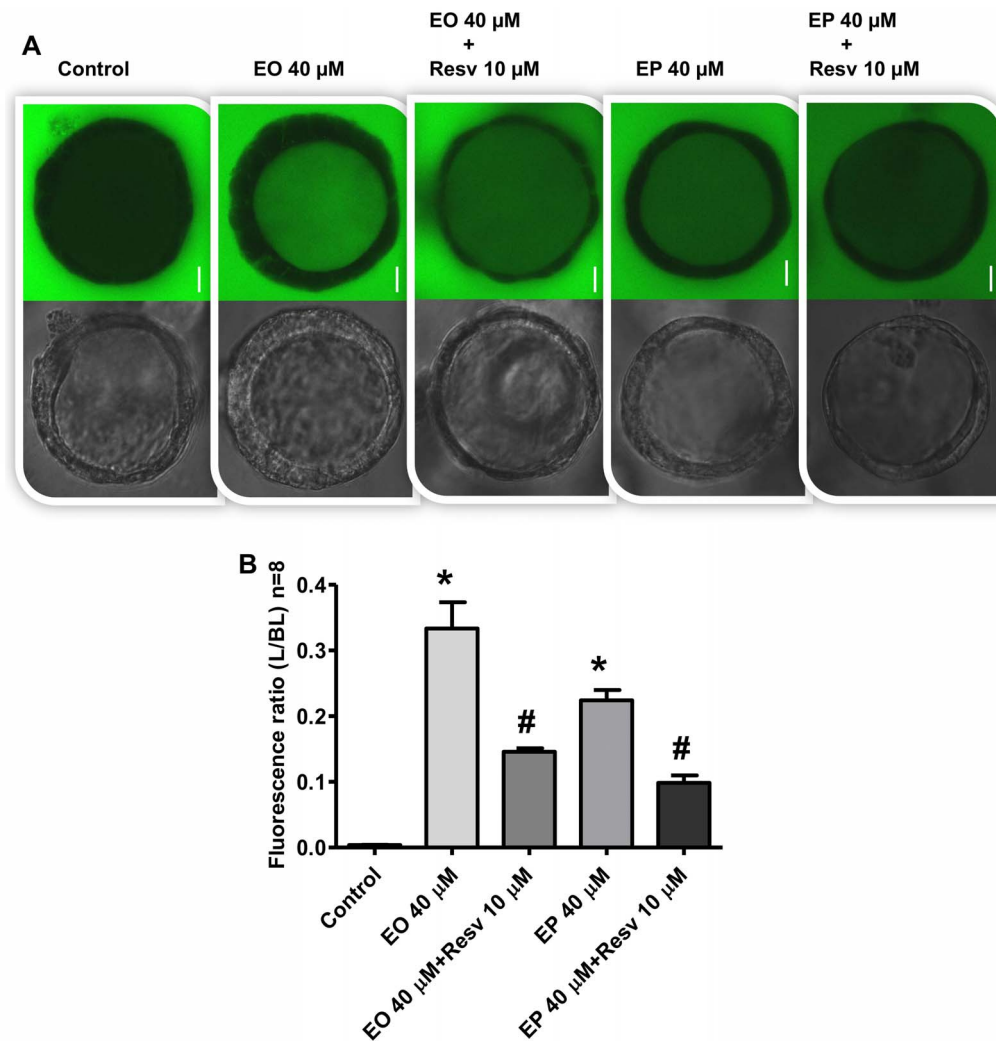 A
Control
EO 40 µM
EO 40 µM
+
Resv 10 µM
EP 40 µM
EP 40 µM
+
Resv 10 µM
B
Fluorescence ratio (L/BL) n=8
0.4
0.3
0.2
0.1
0.0
*
#
*
#
Control
EO 40 µM
EO 40 µM+Resv 10 µM
EP 40 µM
EP 40 µM+Resv 10 µM